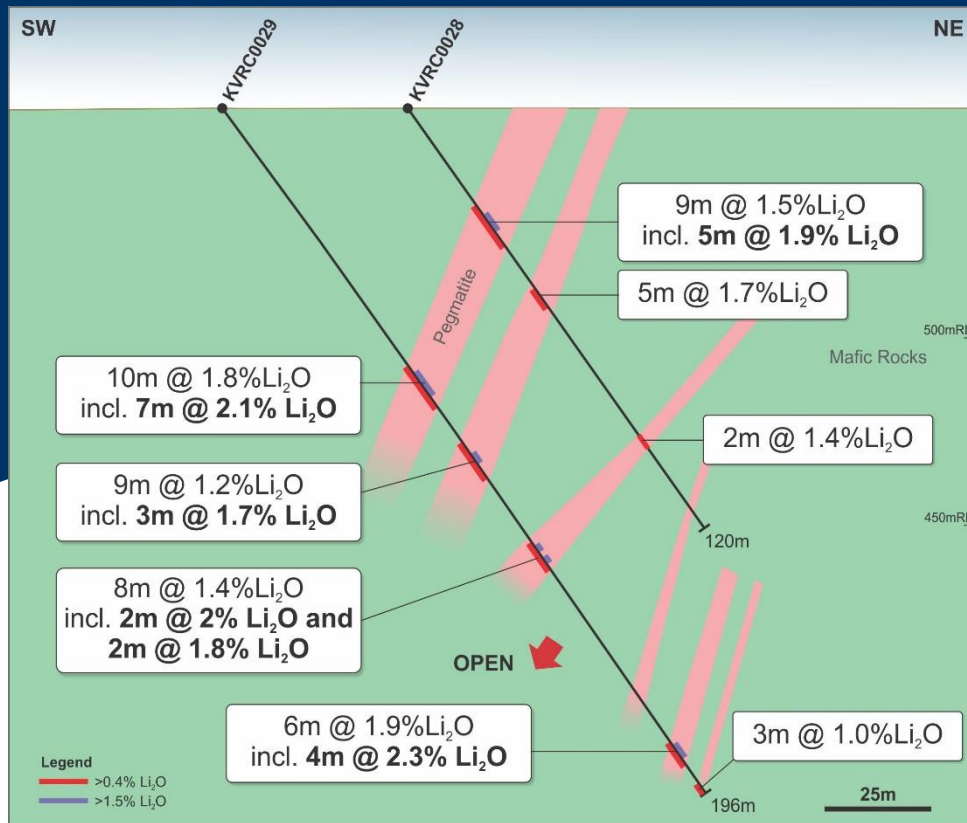 SW
NE
KVRC0029
KVRC0028
9m @ 1.5%Li₂O
incl. 5m @ 1.9% Li₂O
Pegmatite
5m @ 1.7%Li₂O
500mRL
Mafic Rocks
10m @ 1.8%Li₂O
incl. 7m @ 2.1% Li₂O
2m @ 1.4%Li₂O
9m @ 1.2%Li₂O
incl. 3m @ 1.7% Li₂O
450mRL
120m
8m @ 1.4%Li₂O
incl. 2m @ 2% Li₂O and
2m @ 1.8% Li₂O
OPEN
6m @ 1.9%Li₂O
incl. 4m @ 2.3% Li₂O
3m @ 1.0%Li₂O
Legend
>0.4% Li₂O
>1.5% Li₂O
196m
25m